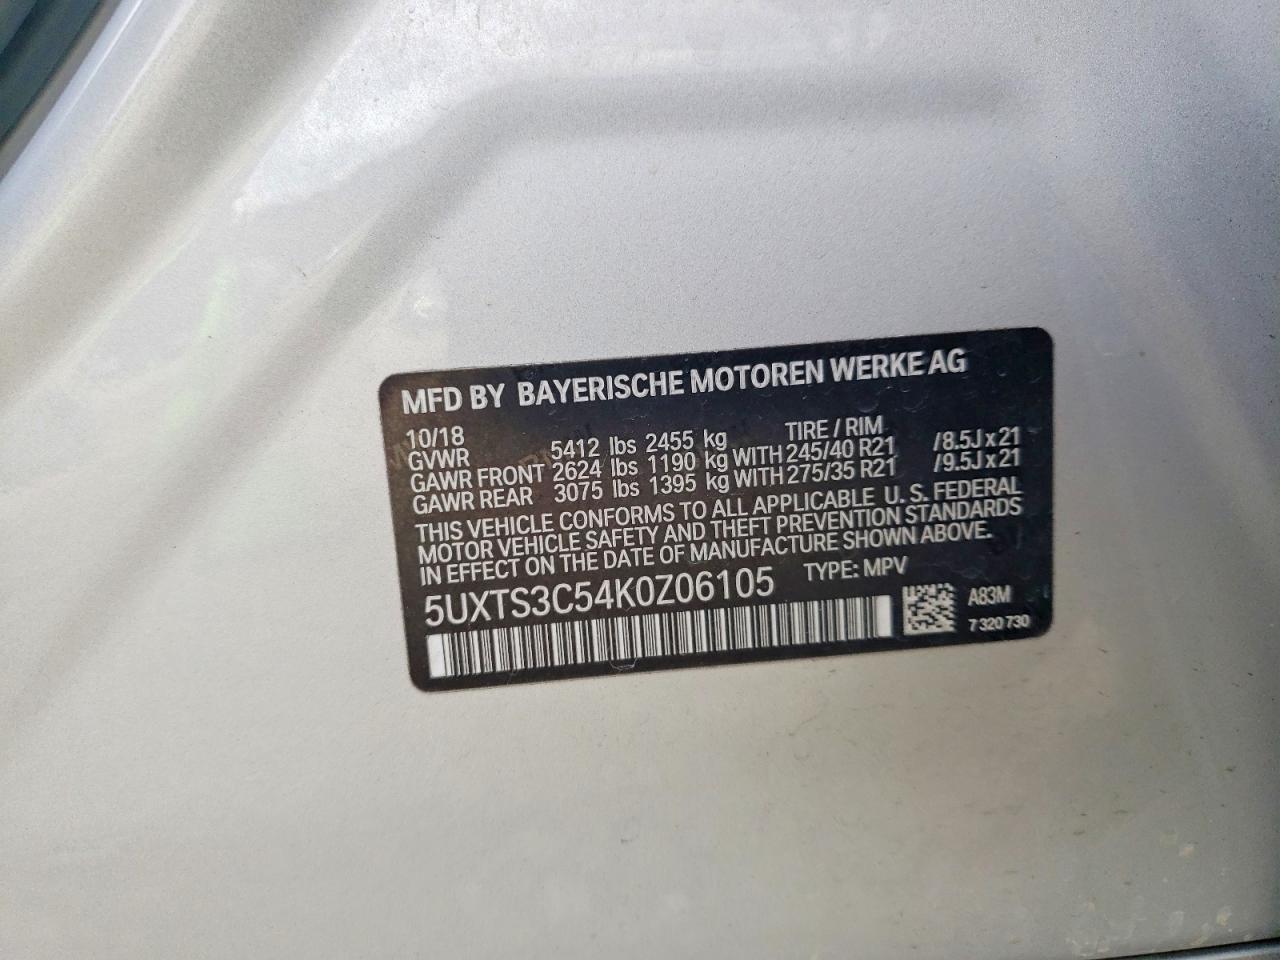 MFD BY BAYERISCHE MOTOREN WERKE AG
10/18 TIRE / RIM
GVWR 5412 lbs 2455 kg
GAWR FRONT 2624 lbs 1190 kg WITH 245/40 R21 /8.5J x 21
GAWR REAR 3075 lbs 1395 kg WITH 275/35 R21 /9.5J x 21
THIS VEHICLE CONFORMS TO ALL APPLICABLE U. S. FEDERAL
MOTOR VEHICLE SAFETY AND THEFT PREVENTION STANDARDS
IN EFFECT ON THE DATE OF MANUFACTURE SHOWN ABOVE.
5UXTS3C54K0Z06105 TYPE: MPV
A83M
7 320 730